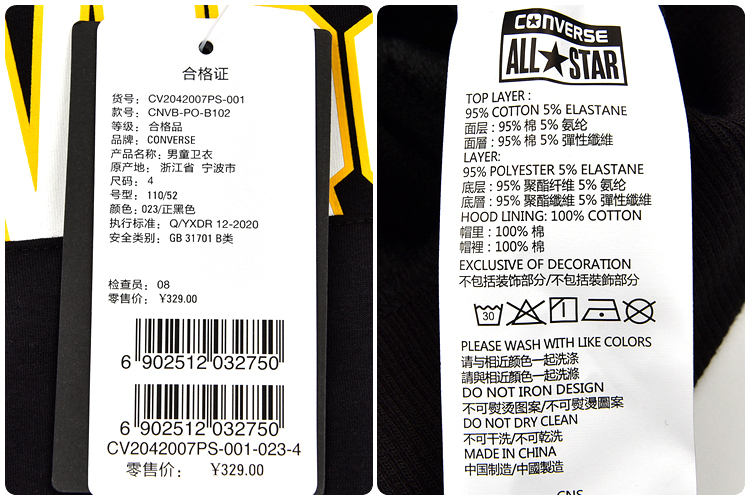 合格证
货号: CV2042007PS-001
款号: CNVB-PO-B102
等级: 合格品
品牌: CONVERSE
产品名称: 男童卫衣
原产地: 浙江省 宁波市
尺码: 4
号型: 110/52
颜色: 023/正黑色
执行标准: Q/YXDR 12-2020
安全类别: GB 31701 B类
检查员: 08
零售价: ¥329.00
6 902512 032750
6 902512 032750
CV2042007PS-001-023-4
零售价: ¥329.00
CONVERSE
ALL★STAR
TOP LAYER :
95% COTTON 5% ELASTANE
面层 : 95% 棉 5% 氨纶
面層 : 95% 棉 5% 彈性纖維
LAYER:
95% POLYESTER 5% ELASTANE
底层 : 95% 聚酯纤维 5% 氨纶
底層 : 95% 聚酯纖維 5% 彈性纖維
HOOD LINING: 100% COTTON
帽里 : 100% 棉
帽裡 : 100% 棉
EXCLUSIVE OF DECORATION
不包括装饰部分/不包括裝飾部分
30
PLEASE WASH WITH LIKE COLORS
请与相近颜色一起洗涤
請與相近顏色一起洗滌
DO NOT IRON DESIGN
不可熨烫图案/不可熨燙圖案
DO NOT DRY CLEAN
不可干洗/不可乾洗
MADE IN CHINA
中国制造/中國製造
CNS